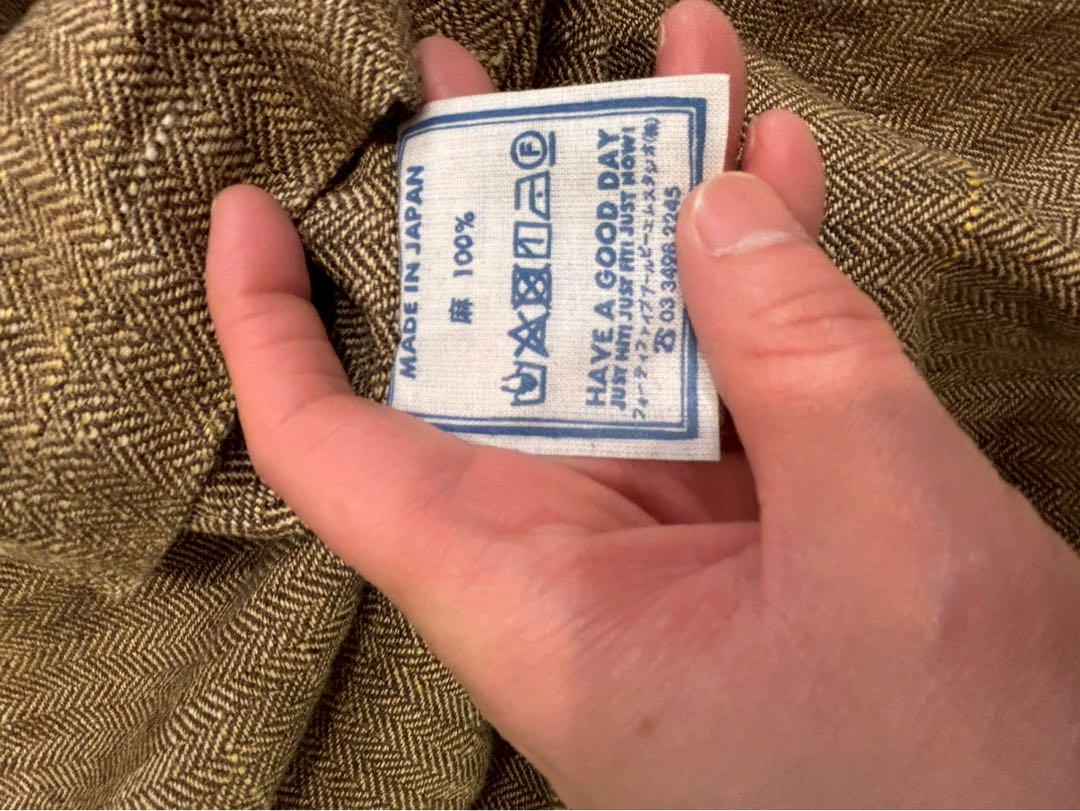 MADE IN JAPAN
麻 100%
F
HAVE A GOOD DAY
JUST HIT! JUST FIT! JUST NOW!
フォーティファイブアールピーエムスタジオ(株)
☎ 03 3498 2245